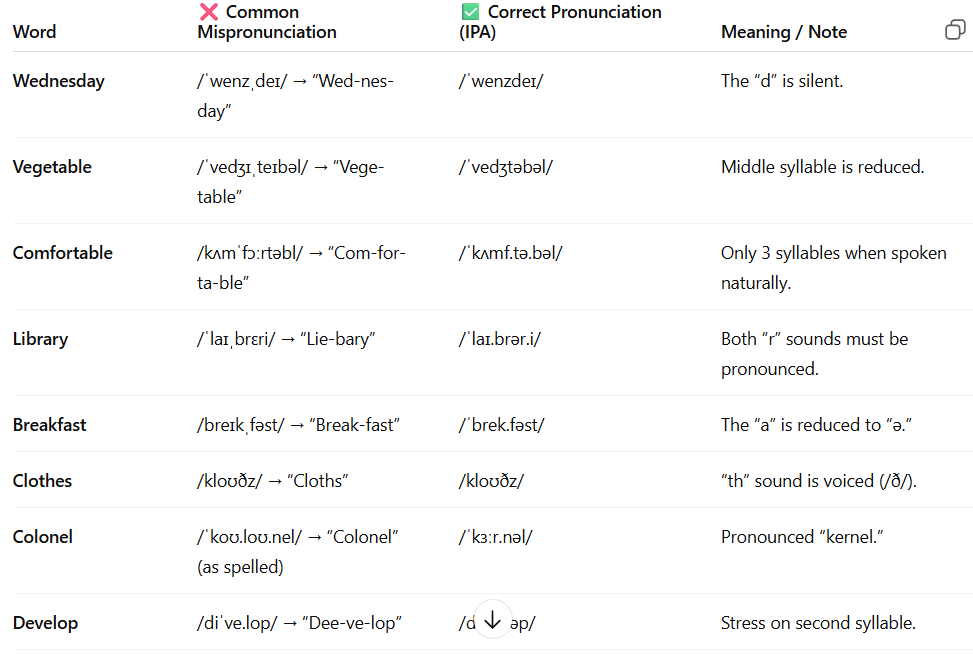 Word
❌ Common
Mispronunciation
✅ Correct Pronunciation
(IPA)
Meaning / Note
Wednesday
/ˈwenzˌdeɪ/ → “Wed-nes-
day”
/ˈwenzdeɪ/
The “d” is silent.
Vegetable
/ˈvedʒɪˌteɪbəl/ → “Vege-
table”
/ˈvedʒtəbəl/
Middle syllable is reduced.
Comfortable
/kʌmˈfɔːrtəbl/ → “Com-for-
ta-ble”
/ˈkʌmf.tə.bəl/
Only 3 syllables when spoken
naturally.
Library
/ˈlaɪˌbrɛri/ → “Lie-bary”
/ˈlaɪ.brər.i/
Both “r” sounds must be
pronounced.
Breakfast
/breɪkˌfəst/ → “Break-fast”
/ˈbrek.fəst/
The “a” is reduced to “ə.”
Clothes
/kloʊðz/ → “Cloths”
/kloʊðz/
“th” sound is voiced (/ð/).
Colonel
/ˈkoʊ.loʊ.nel/ → “Colonel”
(as spelled)
/ˈkɜːr.nəl/
Pronounced “kernel.”
Develop
/diˈve.lop/ → “Dee-ve-lop”
Stress on second syllable.